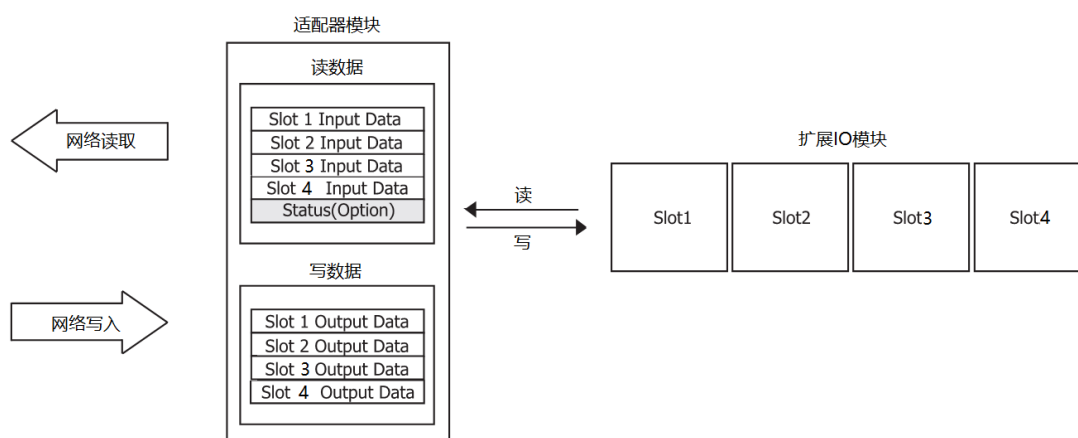 适配器模块
读数据
Slot 1 Input Data
Slot 2 Input Data
Slot 3 Input Data
Slot 4 Input Data
Status(Option)
网络读取
写数据
Slot 1 Output Data
Slot 2 Output Data
Slot 3 Output Data
Slot 4 Output Data
网络写入
读
写
扩展IO模块
Slot1
Slot2
Slot3
Slot4